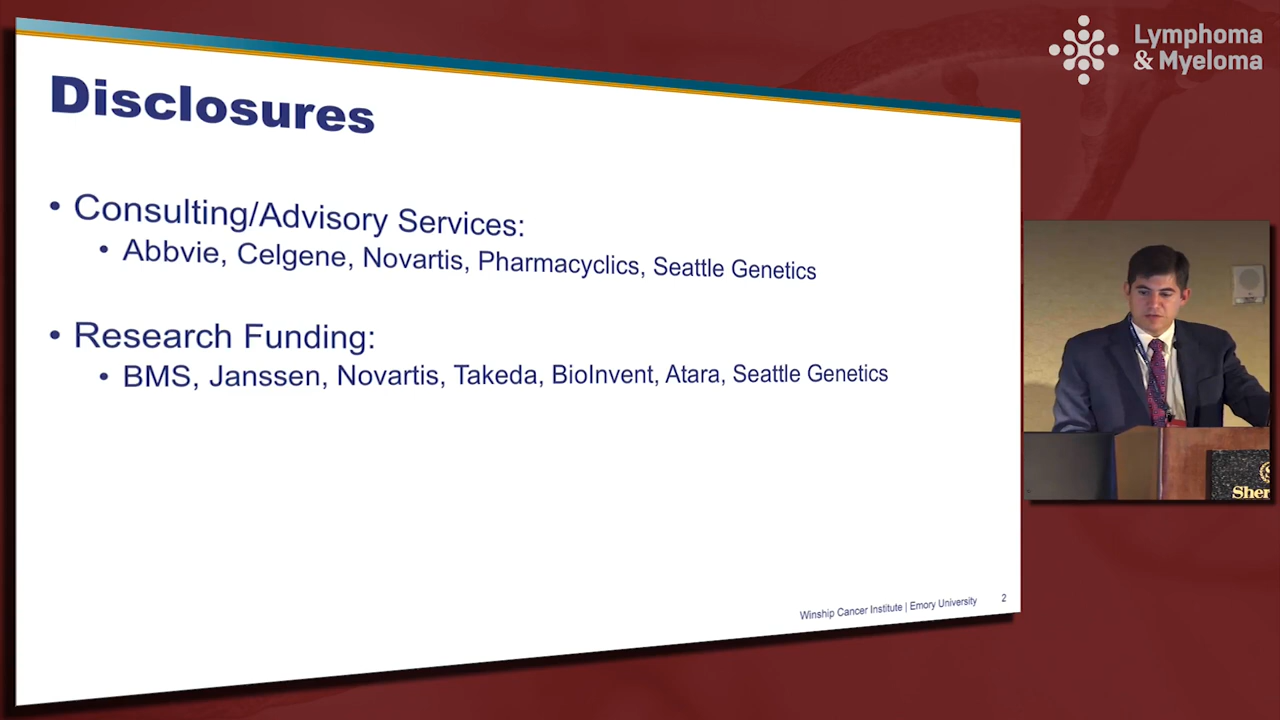 Lymphoma
& Myeloma
Disclosures
• Consulting/Advisory Services:
• Abbvie, Celgene, Novartis, Pharmacyclics, Seattle Genetics
• Research Funding:
• BMS, Janssen, Novartis, Takeda, BioInvent, Atara, Seattle Genetics
Winship Cancer Institute | Emory University
2
Sher